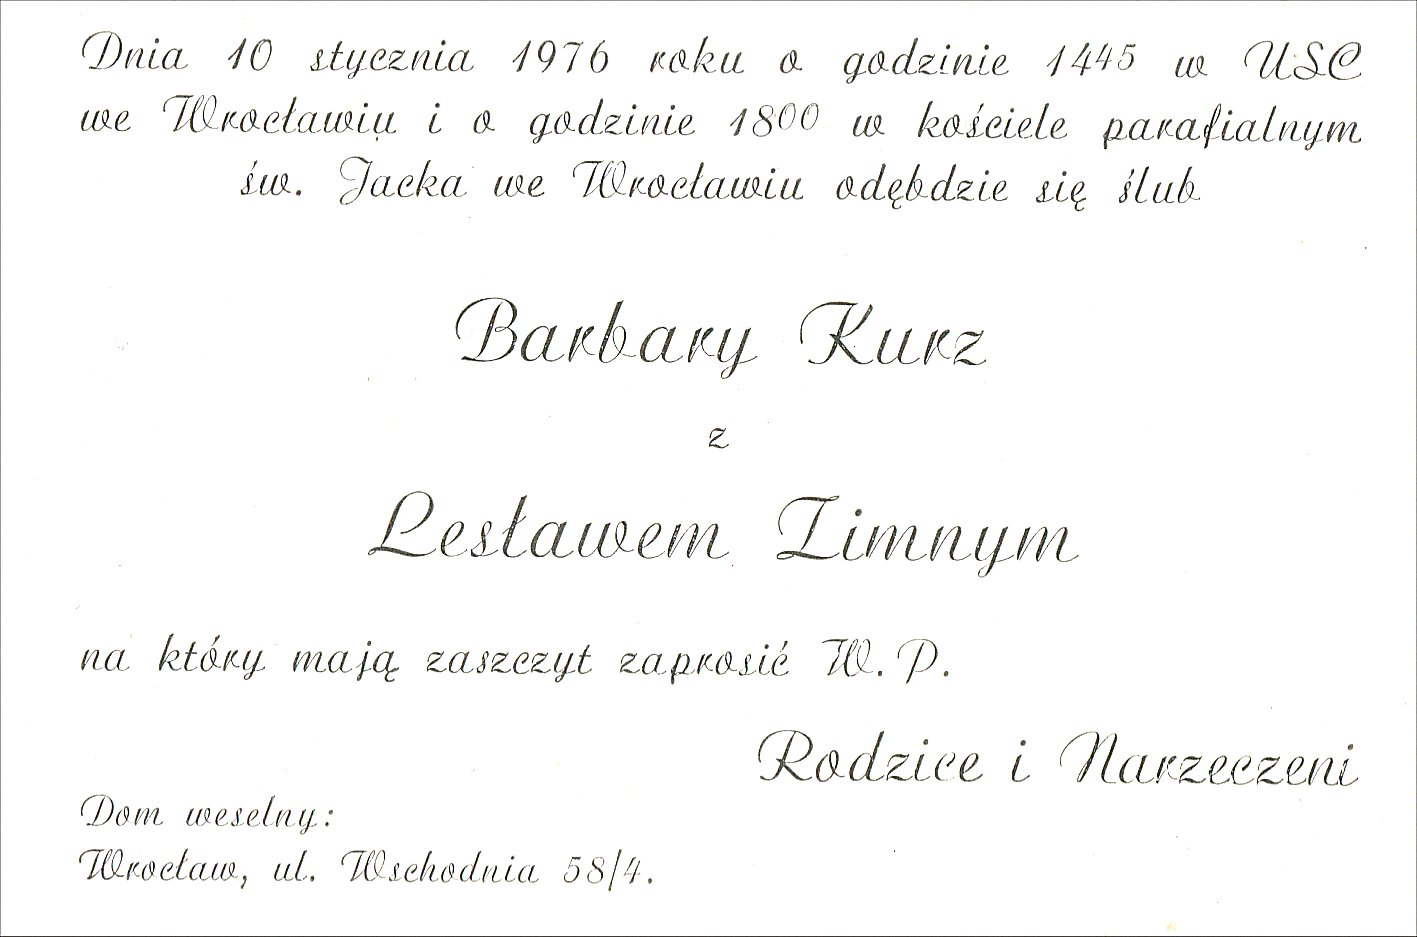 Dnia 10 stycznia 1976 roku o godzinie 1445 w USC
we Wrocławiu i o godzinie 1800 w kościele parafialnym
św. Jacka we Wrocławiu odębdzie się ślub
Barbary Kurz
z
Lesławem Zimnym
na który mają zaszczyt zaprosić W. P.
Rodzice i Narzeczeni
Dom weselny:
Wrocław, ul. Wschodnia 58/4.